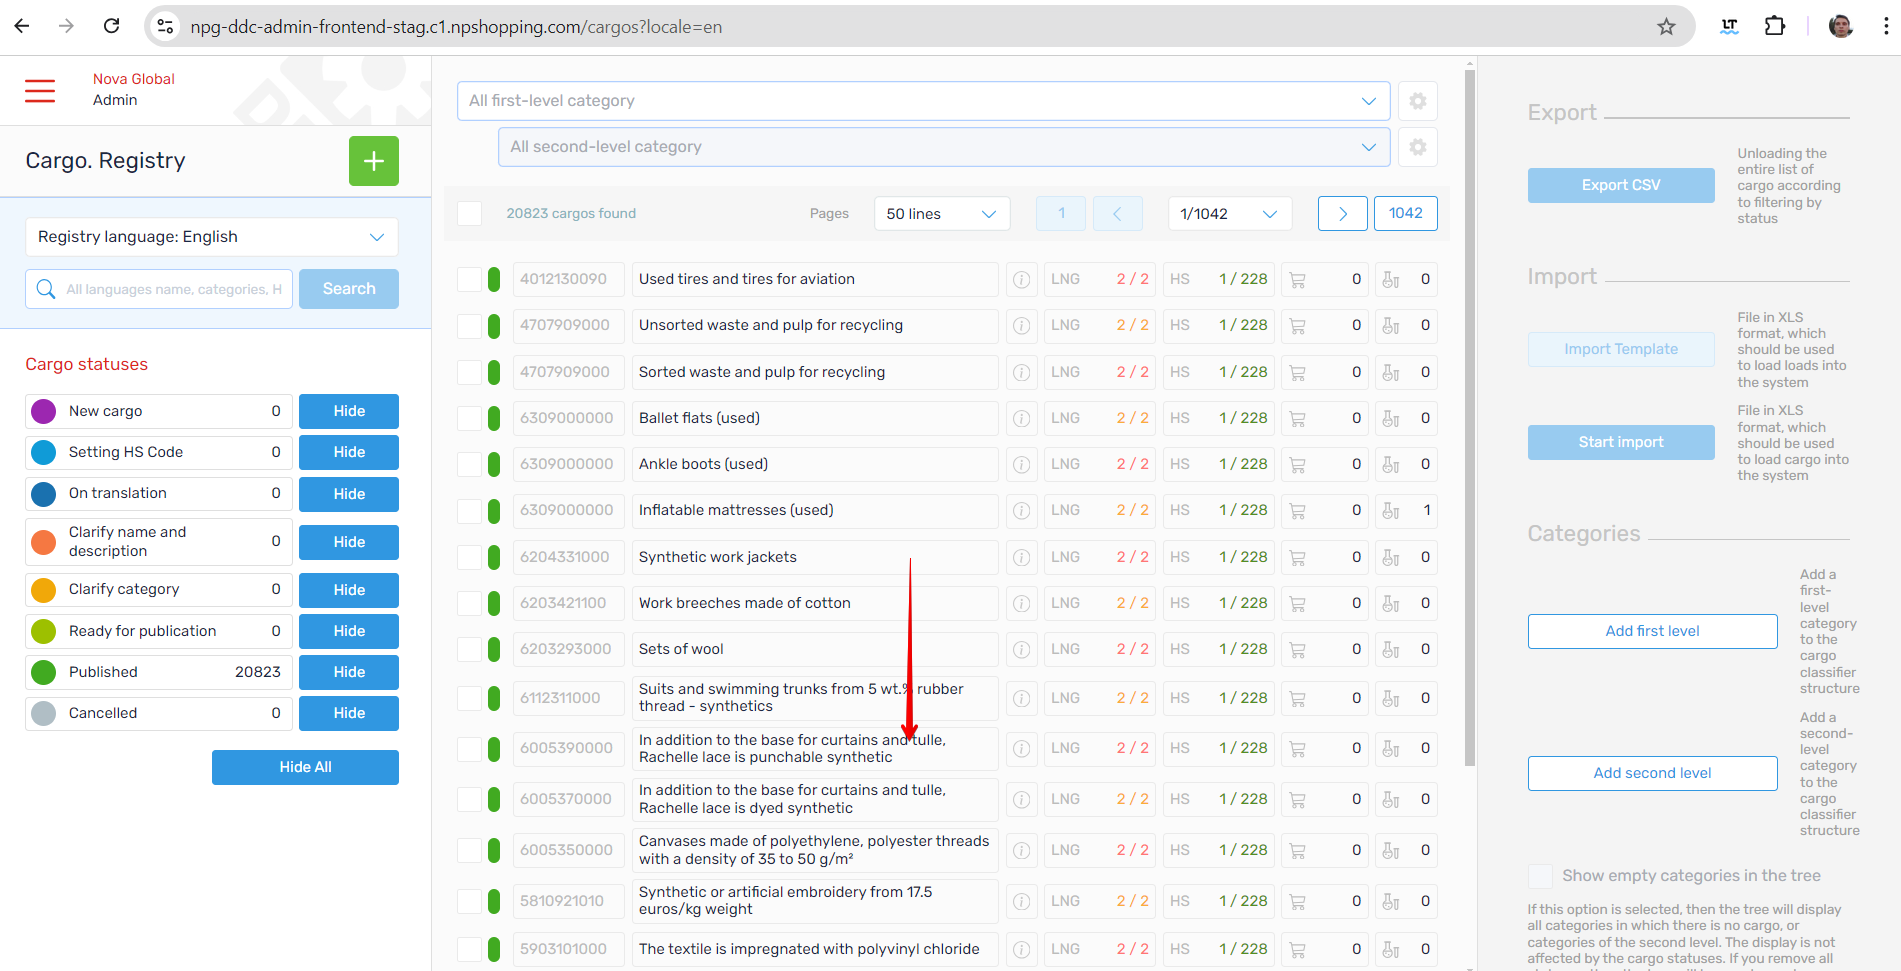 npg-ddc-admin-frontend-stag.c1.npshopping.com/cargos?locale=en
LT
Nova Global
Admin
Cargo. Registry
+
Registry language: English
All languages name, categories, H
Search
Cargo statuses
New cargo 0 Hide
Setting HS Code 0 Hide
On translation 0 Hide
Clarify name and
description 0 Hide
Clarify category 0 Hide
Ready for publication 0 Hide
Published 20823 Hide
Cancelled 0 Hide
Hide All
All first-level category
All second-level category
20823 cargos found Pages 50 lines 1 1/1042 1042
4012130090 Used tires and tires for aviation LNG 2 / 2 HS 1 / 228 0 0
4707909000 Unsorted waste and pulp for recycling LNG 2 / 2 HS 1 / 228 0 0
4707909000 Sorted waste and pulp for recycling LNG 2 / 2 HS 1 / 228 0 0
6309000000 Ballet flats (used) LNG 2 / 2 HS 1 / 228 0 0
6309000000 Ankle boots (used) LNG 2 / 2 HS 1 / 228 0 0
6309000000 Inflatable mattresses (used) LNG 2 / 2 HS 1 / 228 0 1
6204331000 Synthetic work jackets LNG 2 / 2 HS 1 / 228 0 0
6203421100 Work breeches made of cotton LNG 2 / 2 HS 1 / 228 0 0
6203293000 Sets of wool LNG 2 / 2 HS 1 / 228 0 0
6112311000 Suits and swimming trunks from 5 wt.% rubber
thread - synthetics LNG 2 / 2 HS 1 / 228 0 0
6005390000 In addition to the base for curtains and tulle,
Rachelle lace is punchable synthetic LNG 2 / 2 HS 1 / 228 0 0
6005370000 In addition to the base for curtains and tulle,
Rachelle lace is dyed synthetic LNG 2 / 2 HS 1 / 228 0 0
6005350000 Canvases made of polyethylene, polyester threads
with a density of 35 to 50 g/m² LNG 2 / 2 HS 1 / 228 0 0
5810921010 Synthetic or artificial embroidery from 17.5
euros/kg weight LNG 2 / 2 HS 1 / 228 0 0
5903101000 The textile is impregnated with polyvinyl chloride LNG 2 / 2 HS 1 / 228 0 0
Export
Export CSV
Unloading the
entire list of
cargo according
to filtering by
status
Import
Import Template
File in XLS
format, which
should be used
to load loads into
the system
Start import
File in XLS
format, which
should be used
to load cargo into
the system
Categories
Add first level
Add a
first-
level
category
to the
cargo
classifier
structure
Add second level
Add a
second-
level
category
to the
cargo
classifier
structure
Show empty categories in the tree
If this option is selected, then the tree will display
all categories in which there is no cargo, or
categories of the second level. The display is not
affected by the cargo statuses. If you remove all